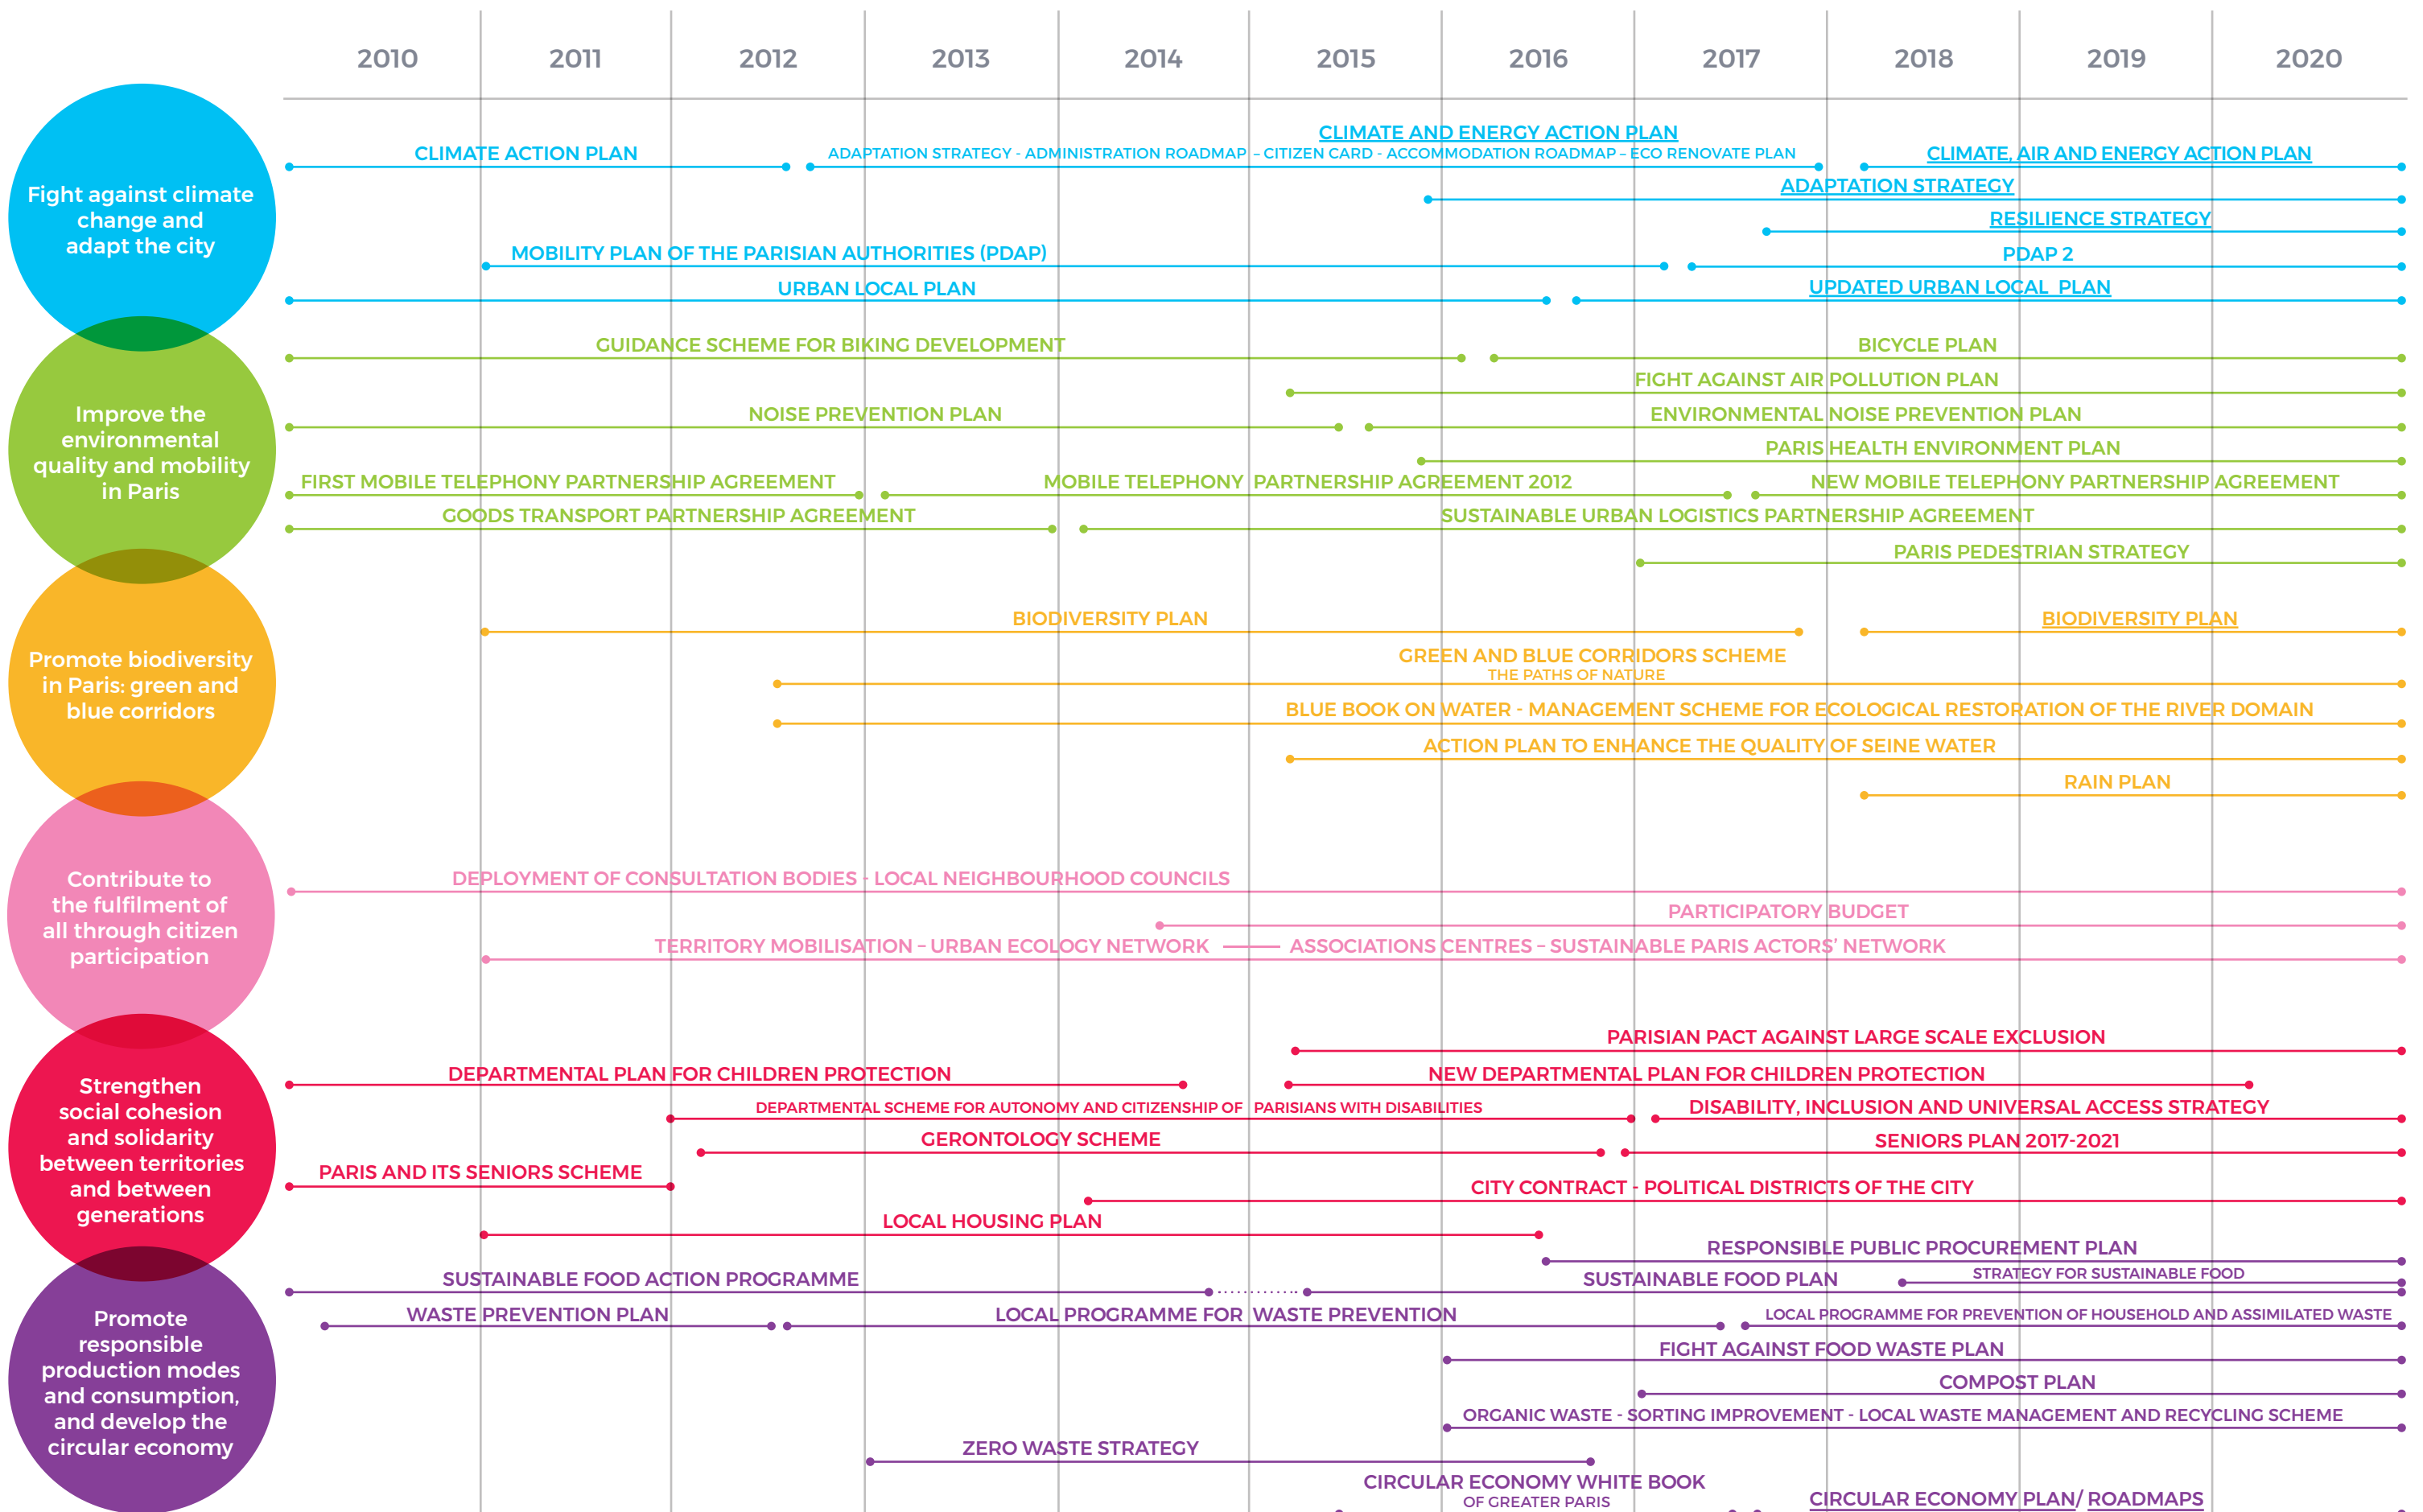 2010 2011 2012 2013 2014 2015 2016 2017 2018 2019 2020
Fight against climate
change and
adapt the city
CLIMATE ACTION PLAN
CLIMATE AND ENERGY ACTION PLAN
ADAPTATION STRATEGY - ADMINISTRATION ROADMAP – CITIZEN CARD - ACCOMMODATION ROADMAP – ECO RENOVATE PLAN
CLIMATE, AIR AND ENERGY ACTION PLAN
ADAPTATION STRATEGY
RESILIENCE STRATEGY
MOBILITY PLAN OF THE PARISIAN AUTHORITIES (PDAP)
PDAP 2
URBAN LOCAL PLAN
UPDATED URBAN LOCAL PLAN
Improve the
environmental
quality and mobility
in Paris
GUIDANCE SCHEME FOR BIKING DEVELOPMENT
BICYCLE PLAN
FIGHT AGAINST AIR POLLUTION PLAN
NOISE PREVENTION PLAN
ENVIRONMENTAL NOISE PREVENTION PLAN
PARIS HEALTH ENVIRONMENT PLAN
FIRST MOBILE TELEPHONY PARTNERSHIP AGREEMENT
MOBILE TELEPHONY PARTNERSHIP AGREEMENT 2012
NEW MOBILE TELEPHONY PARTNERSHIP AGREEMENT
GOODS TRANSPORT PARTNERSHIP AGREEMENT
SUSTAINABLE URBAN LOGISTICS PARTNERSHIP AGREEMENT
PARIS PEDESTRIAN STRATEGY
Promote biodiversity
in Paris: green and
blue corridors
BIODIVERSITY PLAN
BIODIVERSITY PLAN
GREEN AND BLUE CORRIDORS SCHEME
THE PATHS OF NATURE
BLUE BOOK ON WATER - MANAGEMENT SCHEME FOR ECOLOGICAL RESTORATION OF THE RIVER DOMAIN
ACTION PLAN TO ENHANCE THE QUALITY OF SEINE WATER
RAIN PLAN
Contribute to
the fulfilment of
all through citizen
participation
DEPLOYMENT OF CONSULTATION BODIES - LOCAL NEIGHBOURHOOD COUNCILS
PARTICIPATORY BUDGET
TERRITORY MOBILISATION – URBAN ECOLOGY NETWORK —— ASSOCIATIONS CENTRES – SUSTAINABLE PARIS ACTORS’ NETWORK
Strengthen
social cohesion
and solidarity
between territories
and between
generations
PARISIAN PACT AGAINST LARGE SCALE EXCLUSION
DEPARTMENTAL PLAN FOR CHILDREN PROTECTION
NEW DEPARTMENTAL PLAN FOR CHILDREN PROTECTION
DEPARTMENTAL SCHEME FOR AUTONOMY AND CITIZENSHIP OF PARISIANS WITH DISABILITIES
DISABILITY, INCLUSION AND UNIVERSAL ACCESS STRATEGY
GERONTOLOGY SCHEME
SENIORS PLAN 2017-2021
PARIS AND ITS SENIORS SCHEME
CITY CONTRACT - POLITICAL DISTRICTS OF THE CITY
LOCAL HOUSING PLAN
Promote
responsible
production modes
and consumption,
and develop the
circular economy
RESPONSIBLE PUBLIC PROCUREMENT PLAN
SUSTAINABLE FOOD ACTION PROGRAMME
SUSTAINABLE FOOD PLAN
STRATEGY FOR SUSTAINABLE FOOD
WASTE PREVENTION PLAN
LOCAL PROGRAMME FOR WASTE PREVENTION
LOCAL PROGRAMME FOR PREVENTION OF HOUSEHOLD AND ASSIMILATED WASTE
FIGHT AGAINST FOOD WASTE PLAN
COMPOST PLAN
ORGANIC WASTE - SORTING IMPROVEMENT - LOCAL WASTE MANAGEMENT AND RECYCLING SCHEME
ZERO WASTE STRATEGY
CIRCULAR ECONOMY WHITE BOOK
OF GREATER PARIS
CIRCULAR ECONOMY PLAN/ ROADMAPS